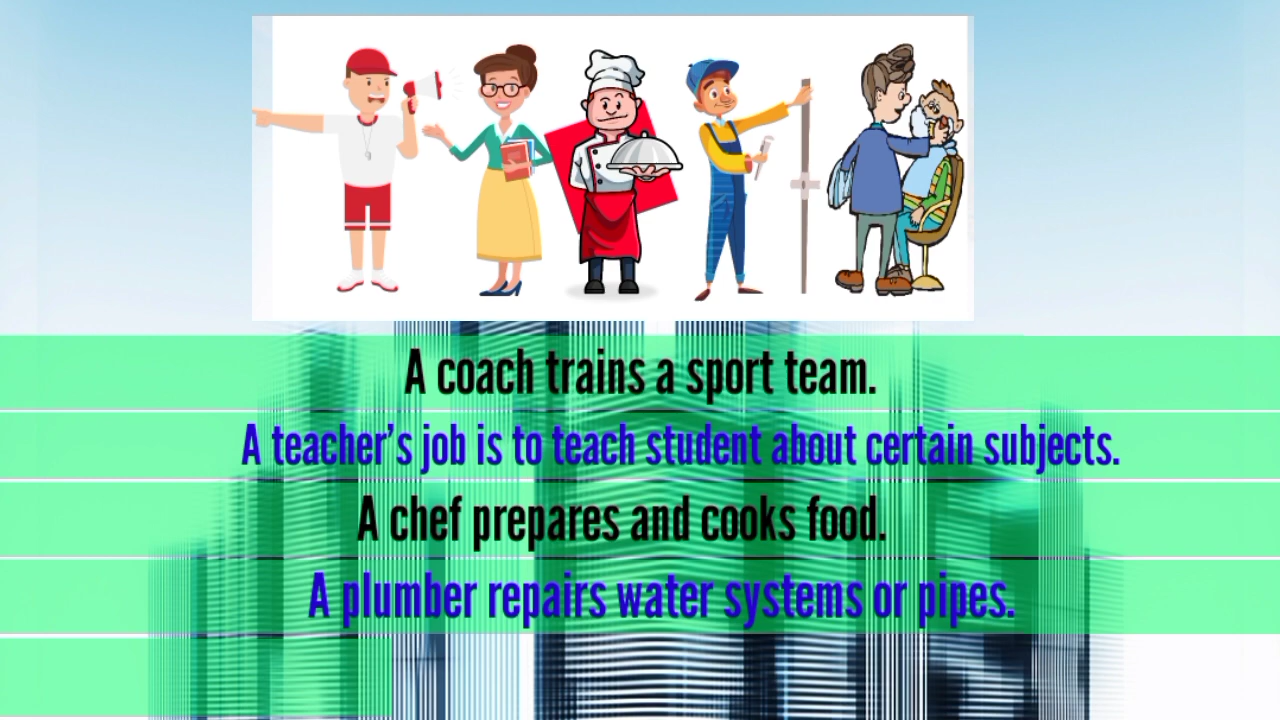 A coach trains a sport team.
A teacher's job is to teach student about certain subjects.
A chef prepares and cooks food.
A plumber repairs water systems or pipes.